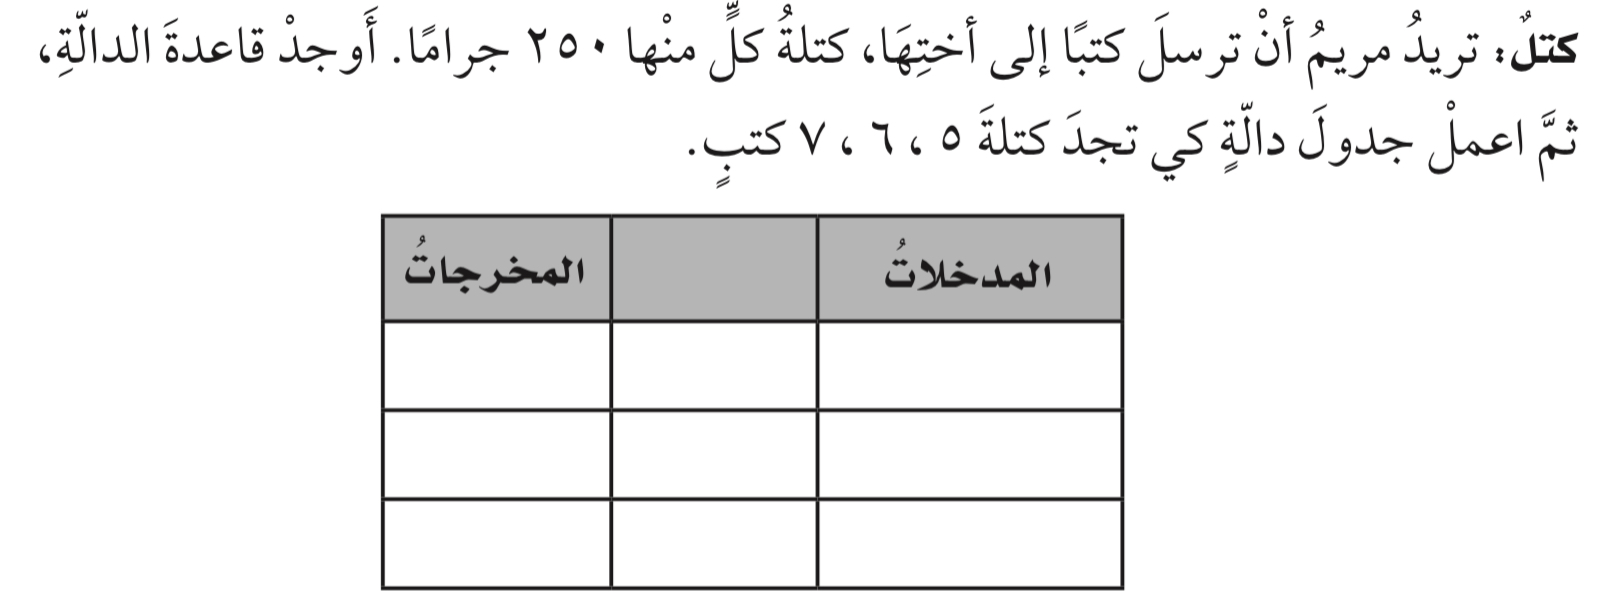 كتلٌ: تريدُ مريمُ أنْ ترسلَ كتبًا إلى أختِهَا، كتلةُ كلٍّ منْها ٢٥٠ جرامًا. أَوجدْ قاعدةَ الدالّةِ،
ثمَّ اعملْ جدولَ دالّةٍ كي تجدَ كتلةَ ٥ ، ٦ ، ٧ كتبٍ.
المدخلاتُ المخرجاتُ